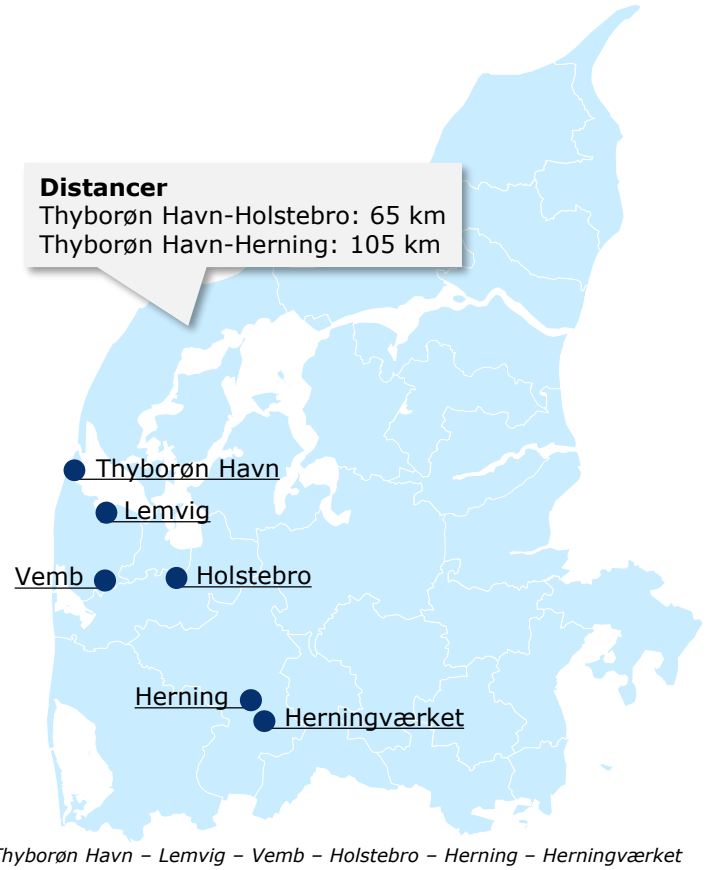 Distancer
Thyborøn Havn-Holstebro: 65 km
Thyborøn Havn-Herning: 105 km
Thyborøn Havn
Lemvig
Vemb
Holstebro
Herning
Herningværket
Thyborøn Havn – Lemvig – Vemb – Holstebro – Herning – Herningværket